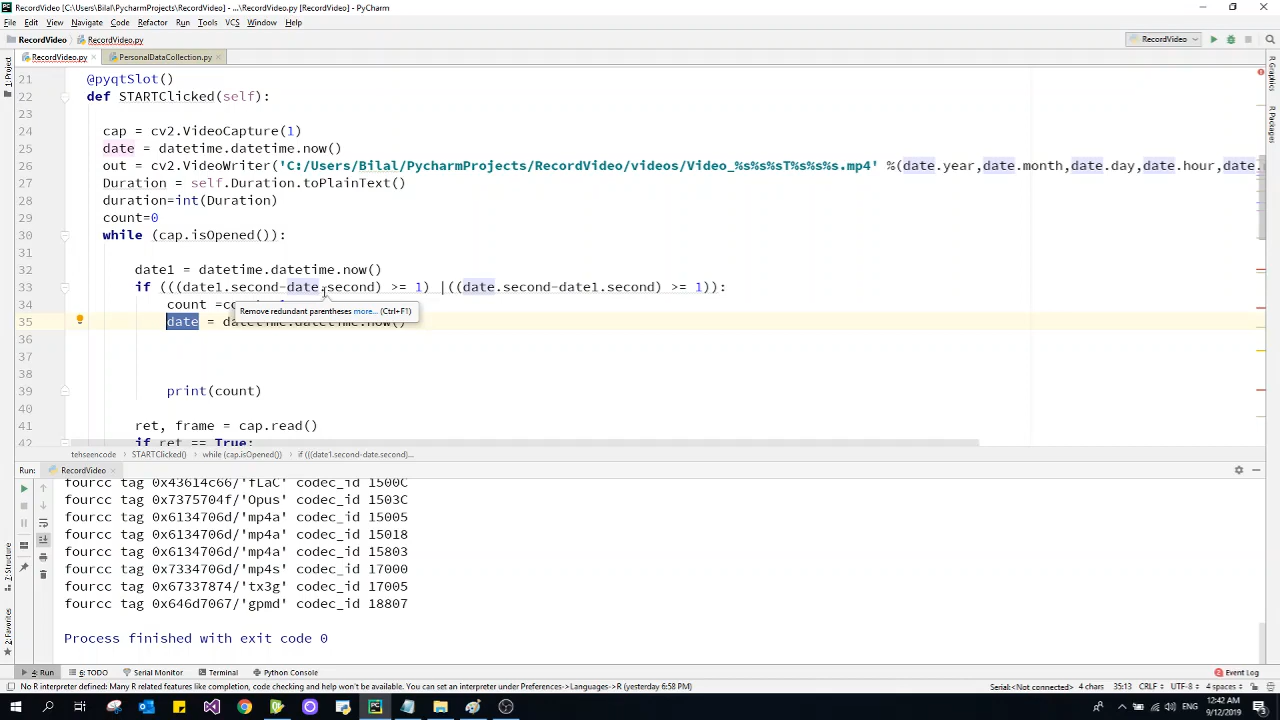 RecordVideo [C:\Users\Bilal\PycharmProjects\RecordVideo] - ...\RecordVideo.py - PyCharm
File Edit View Navigate Code Refactor Run Tools VCS Window Help
RecordVideo RecordVideo.py
RecordVideo
RecordVideo.py PersonalDataCollection.py
1: Project
R Graphics
R Packages
21 @pyqtSlot()
22 def STARTClicked(self):
23
24 cap = cv2.VideoCapture(1)
25 date = datetime.datetime.now()
26 out = cv2.VideoWriter('C:/Users/Bilal/PycharmProjects/RecordVideo/videos/Video_%s%s%sT%s%s%s.mp4' %(date.year,date.month,date.day,date.hour,date.
27 Duration = self.Duration.toPlainText()
28 duration=int(Duration)
29 count=0
30 while (cap.isOpened()):
31
32 date1 = datetime.datetime.now()
33 if (((date1.second-date.second) >= 1) |((date.second-date1.second) >= 1)):
34 count =
Remove redundant parentheses more... (Ctrl+F1)
35 date = datetime.datetime.now()
36
37
38
39 print(count)
40
41 ret, frame = cap.read()
42 if ret == True:
tehseencode STARTClicked() while (cap.isOpened()) if (((date1.second-date.second)...
Run: RecordVideo
fourcc tag 0x43614c66/'fLaC' codec_id 1500C
fourcc tag 0x7375704f/'Opus' codec_id 1503C
fourcc tag 0x6134706d/'mp4a' codec_id 15005
fourcc tag 0x6134706d/'mp4a' codec_id 15018
fourcc tag 0x6134706d/'mp4a' codec_id 15803
fourcc tag 0x7334706d/'mp4s' codec_id 17000
fourcc tag 0x67337874/'tx3g' codec_id 17005
fourcc tag 0x646d7067/'gpmd' codec_id 18807
Process finished with exit code 0
7: Structure
2: Favorites
4: Run 6: TODO Serial Monitor Terminal Python Console
Event Log
No R interpreter defined: Many R related features like completion, code checking and help won't be available. You can set an interpreter under Preferences->Languages->R (yesterday 6:58 PM)
Serial:<Not connected> 4 chars 35:13 CRLF UTF-8 4 spaces
12:42 AM
9/12/2019
3